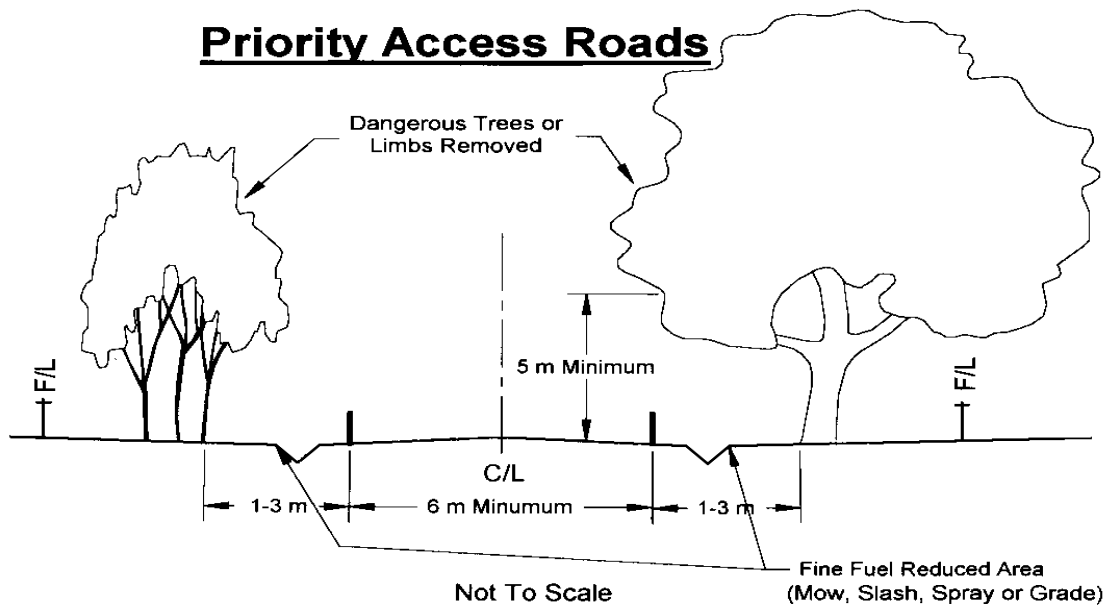 Priority Access Roads
Dangerous Trees or
Limbs Removed
F/L
5 m Minimum
F/L
C/L
1-3 m
6 m Minumum
1-3 m
Fine Fuel Reduced Area
(Mow, Slash, Spray or Grade)
Not To Scale